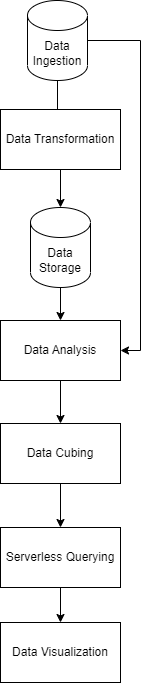 Data
Ingestion
Data Transformation
Data
Storage
Data Analysis
Data Cubing
Serverless Querying
Data Visualization